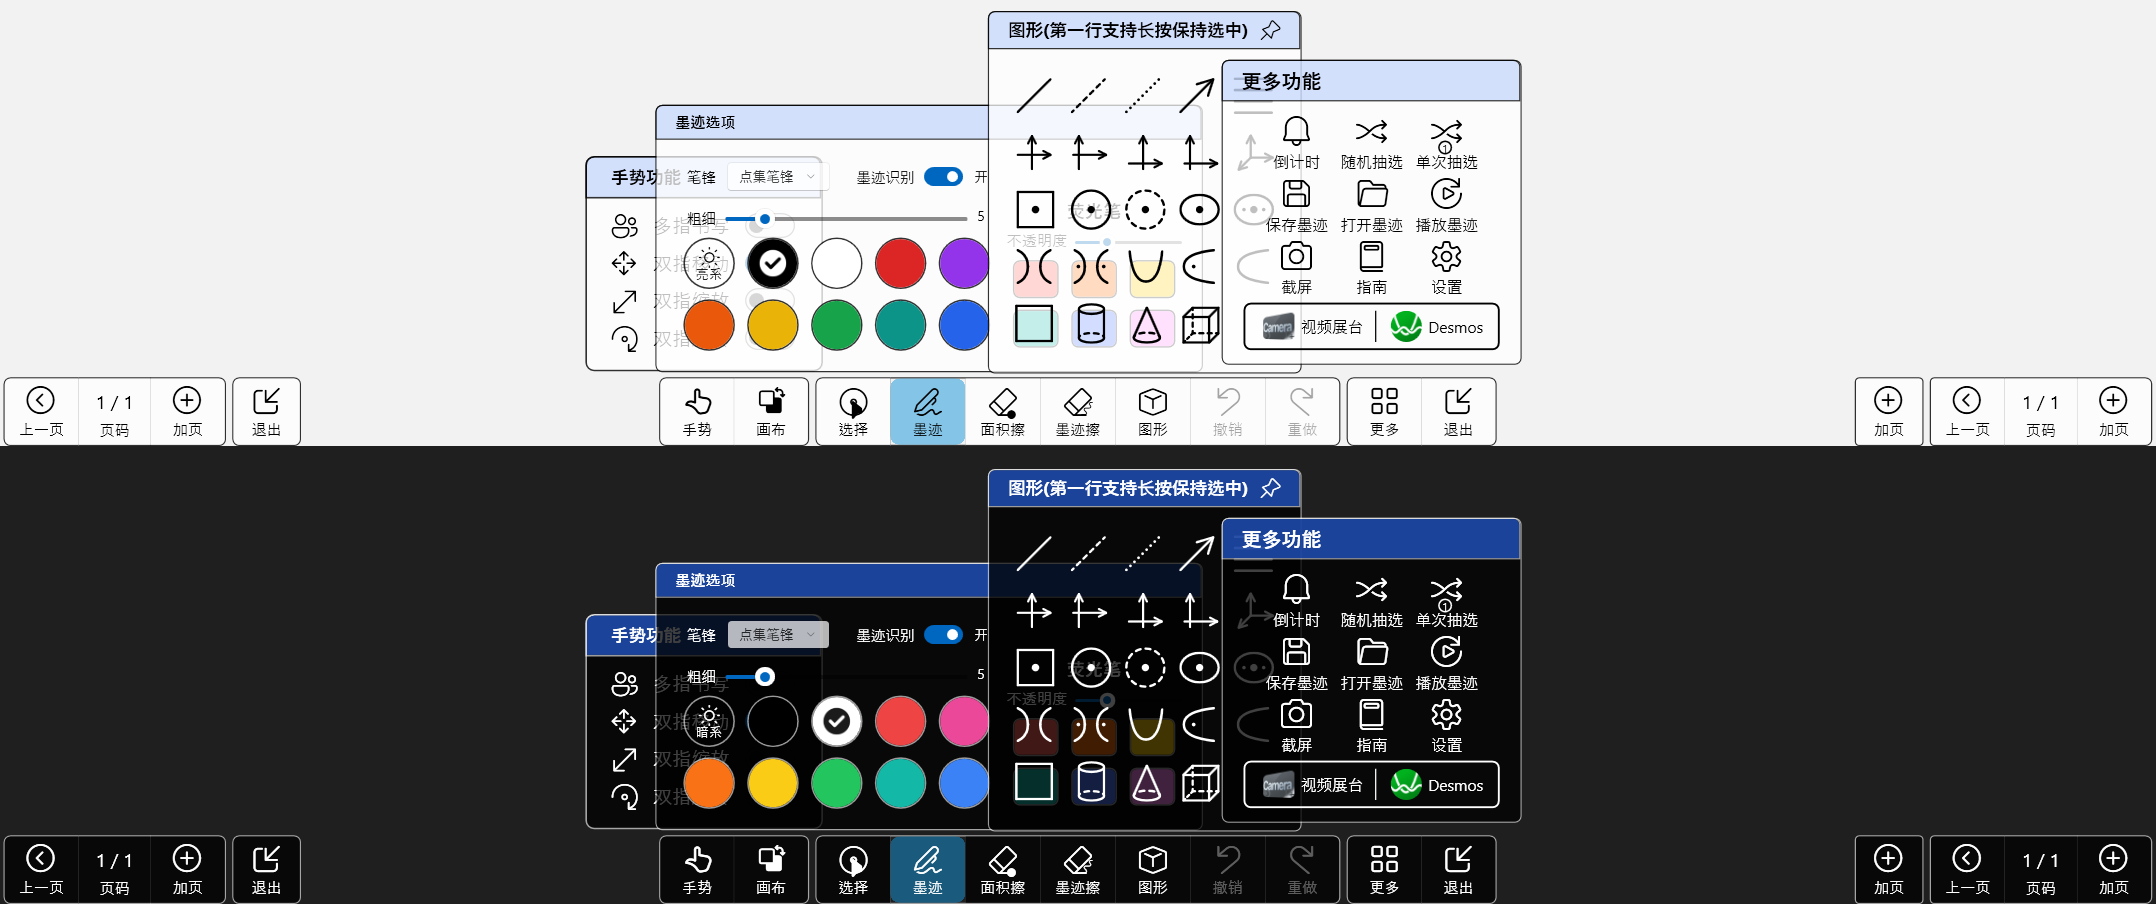 图形(第一行支持长按保持选中)
更多功能
墨迹选项
倒计时 随机抽选 单次抽选
手势功能 笔锋 点集笔锋 墨迹识别 开
粗细 5
多指书写 荧光笔
保存墨迹 打开墨迹 播放墨迹
不透明度
双指移动
亮系
截屏 指南 设置
双指缩放
Camera 视频展台 Desmos
双指
上一页 1 / 1 页码 加页 退出 手势 画布 选择 墨迹 面积擦 墨迹擦 图形 撤销 重做 更多 退出 加页 上一页 1 / 1 页码 加页
图形(第一行支持长按保持选中)
更多功能
墨迹选项
倒计时 随机抽选 单次抽选
手势功能 笔锋 点集笔锋 墨迹识别 开
粗细 5
多指书写 荧光笔
保存墨迹 打开墨迹 播放墨迹
不透明度
双指移动
暗系
截屏 指南 设置
双指缩放
Camera 视频展台 Desmos
双指
上一页 1 / 1 页码 加页 退出 手势 画布 选择 墨迹 面积擦 墨迹擦 图形 撤销 重做 更多 退出 加页 上一页 1 / 1 页码 加页